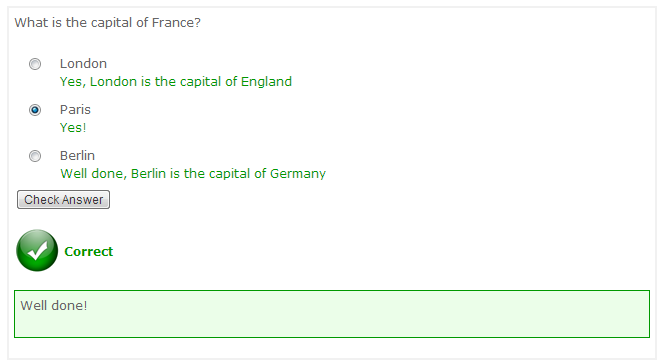 What is the capital of France?
London
Yes, London is the capital of England
Paris
Yes!
Berlin
Well done, Berlin is the capital of Germany
Check Answer
Correct
Well done!